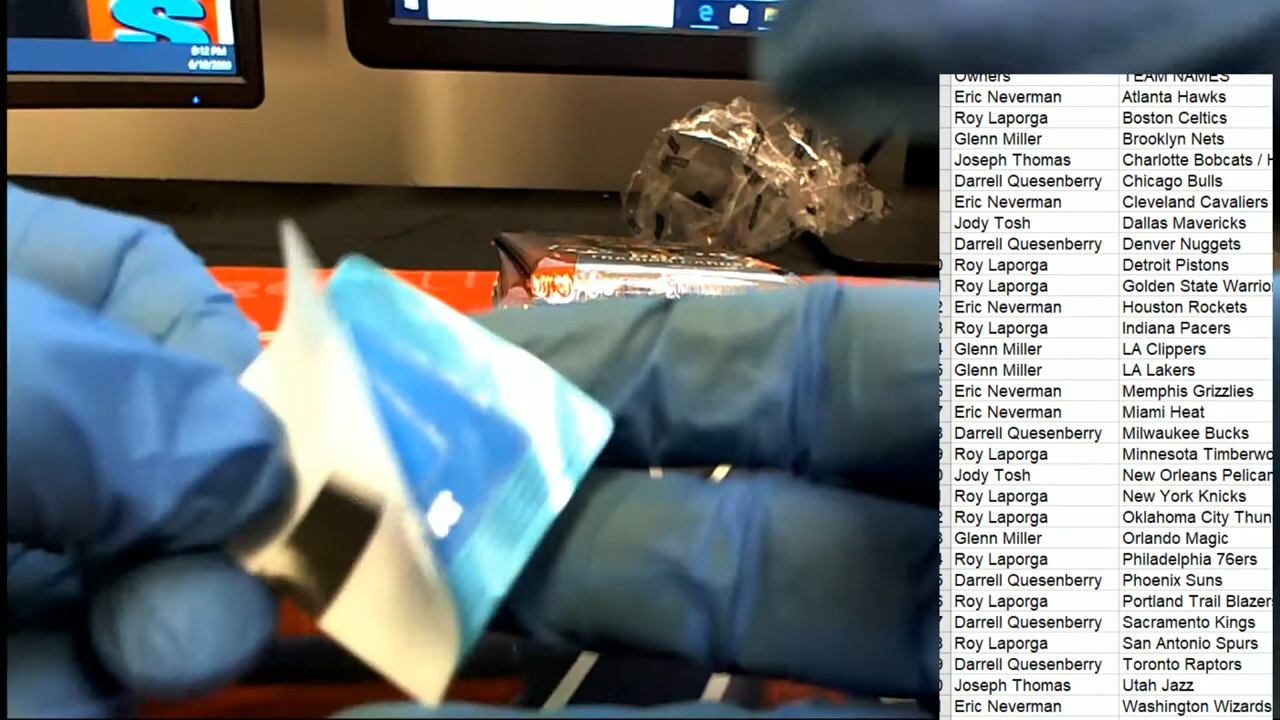 8:12 PM
Owners TEAM NAMES
Eric Neverman Atlanta Hawks
Roy Laporga Boston Celtics
Glenn Miller Brooklyn Nets
Joseph Thomas Charlotte Bobcats / H
Darrell Quesenberry Chicago Bulls
Eric Neverman Cleveland Cavaliers
Jody Tosh Dallas Mavericks
Darrell Quesenberry Denver Nuggets
Roy Laporga Detroit Pistons
Roy Laporga Golden State Warrio
Eric Neverman Houston Rockets
Roy Laporga Indiana Pacers
Glenn Miller LA Clippers
Glenn Miller LA Lakers
Eric Neverman Memphis Grizzlies
Eric Neverman Miami Heat
Darrell Quesenberry Milwaukee Bucks
Roy Laporga Minnesota Timberwo
Jody Tosh New Orleans Pelican
Roy Laporga New York Knicks
Roy Laporga Oklahoma City Thun
Glenn Miller Orlando Magic
Roy Laporga Philadelphia 76ers
Darrell Quesenberry Phoenix Suns
Roy Laporga Portland Trail Blazer
Darrell Quesenberry Sacramento Kings
Roy Laporga San Antonio Spurs
Darrell Quesenberry Toronto Raptors
Joseph Thomas Utah Jazz
Eric Neverman Washington Wizards